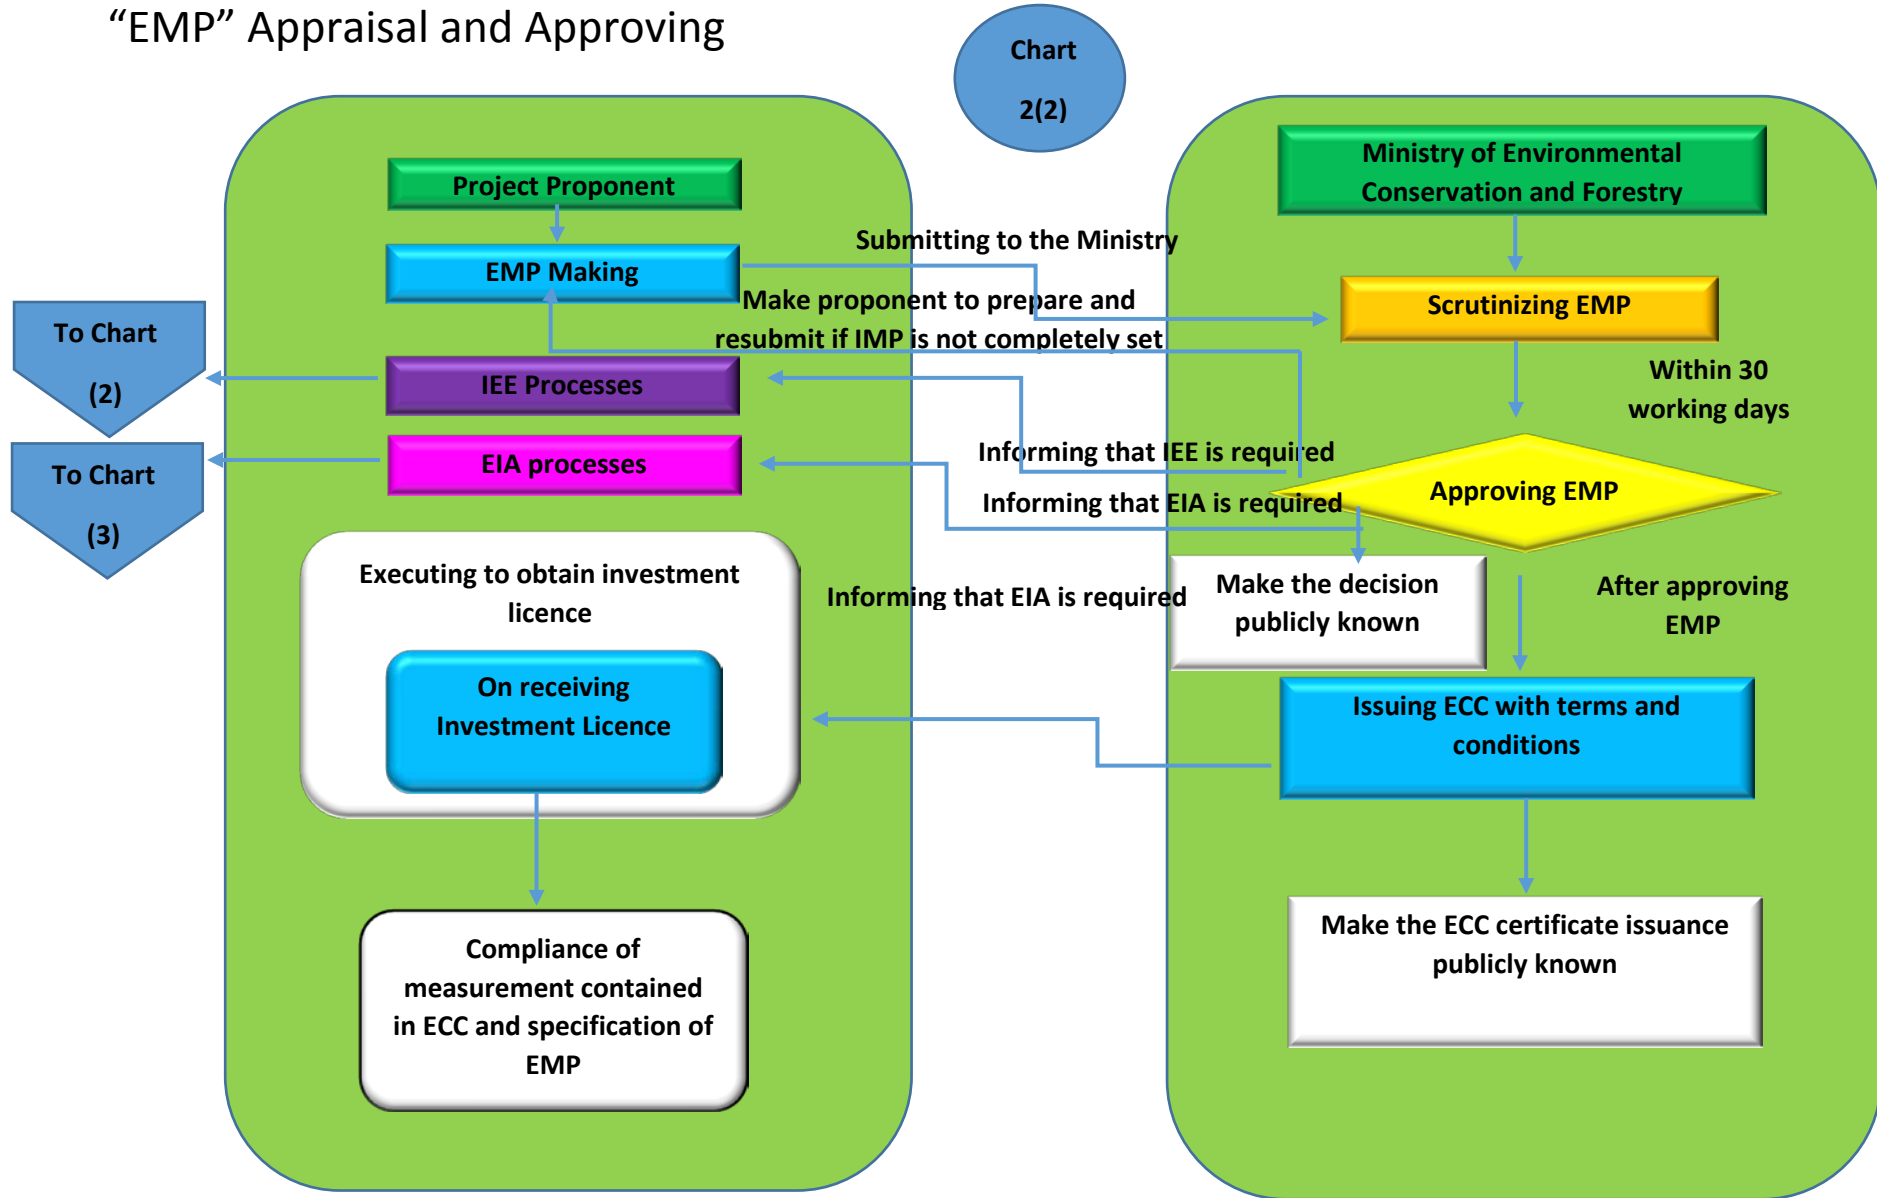 “EMP” Appraisal and Approving
Chart
2(2)
Project Proponent
EMP Making
To Chart
(2)
IEE Processes
To Chart
(3)
EIA processes
Executing to obtain investment
licence
On receiving
Investment Licence
Compliance of
measurement contained
in ECC and specification of
EMP
Submitting to the Ministry
Make proponent to prepare and
resubmit if IMP is not completely set
Informing that IEE is required
Informing that EIA is required
Informing that EIA is required
Ministry of Environmental
Conservation and Forestry
Scrutinizing EMP
Within 30
working days
Approving EMP
Make the decision
publicly known
After approving
EMP
Issuing ECC with terms and
conditions
Make the ECC certificate issuance
publicly known